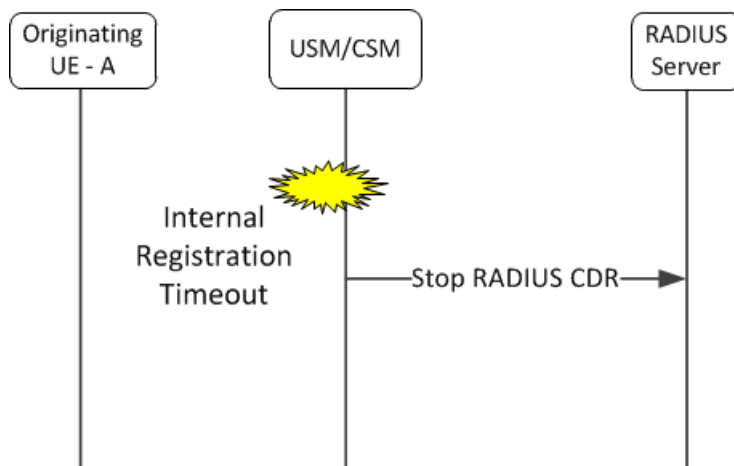 Originating
UE - A
USM/CSM
RADIUS
Server
Internal
Registration
Timeout
Stop RADIUS CDR